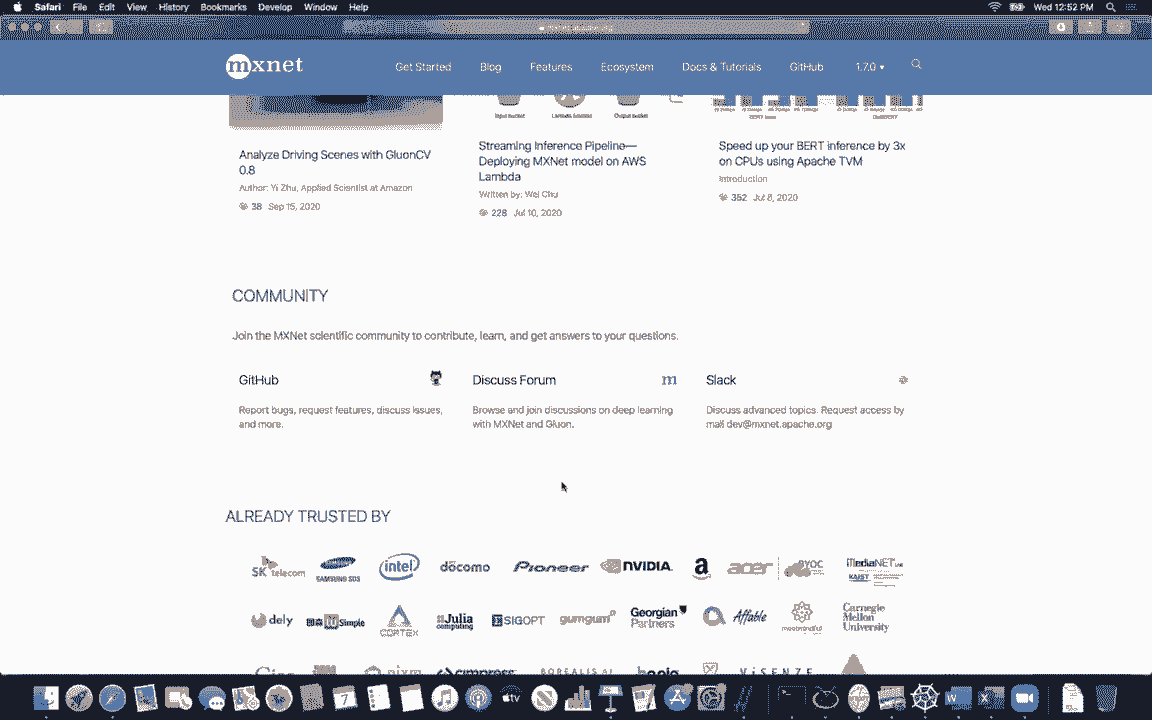 Safari File Edit View History Bookmarks Develop Window Help Wed 12:52 PM
mxnet Get Started Blog Features Ecosystem Docs & Tutorials GitHub 1.7.0
Analyze Driving Scenes with GluonCV
0.8
Author: Yi Zhu, Applied Scientist at Amazon
38 Sep 15, 2020
Streaming Inference Pipeline—
Deploying MXNet model on AWS
Lambda
Written by: Wei Chu
228 Jul 10, 2020
Speed up your BERT inference by 3x
on CPUs using Apache TVM
Introduction
352 Jul 8, 2020
COMMUNITY
Join the MXNet scientific community to contribute, learn, and get answers to your questions.
GitHub
Report bugs, request features, discuss issues,
and more.
Discuss Forum m
Browse and join discussions on deep learning
with MXNet and Gluon.
Slack
Discuss advanced topics. Request access by
mail dev@mxnet.apache.org
ALREADY TRUSTED BY
SK telecom SAMSUNG SDS intel döcomo Pioneer NVIDIA. a acer BYOC MediaNET LAB
KAIST
dely Simple CORTEX Julia computing SIGOPT gumgum Georgian Partners Affable meetmindful Carnegie Mellon University
cimpress BOREALIS AI VISENZE
7 tv W X